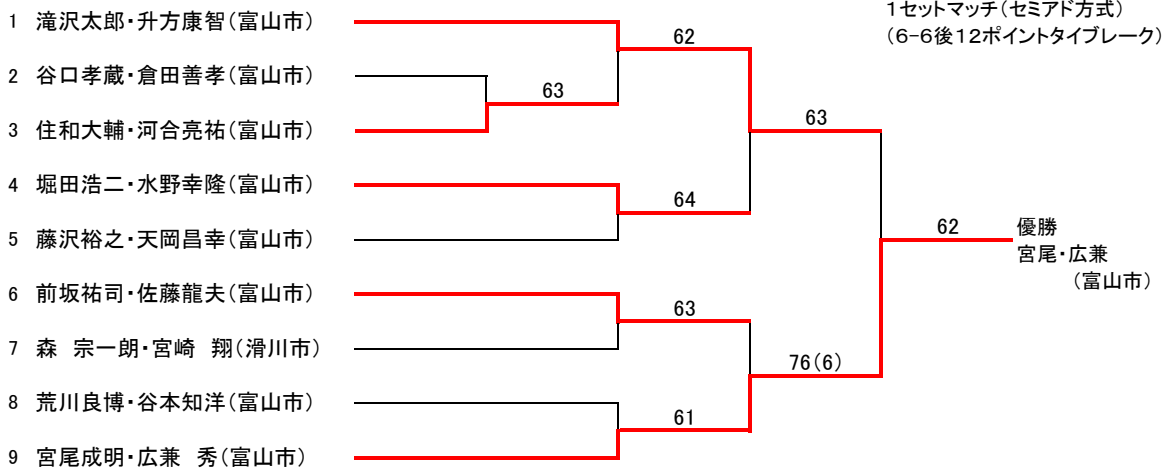 1セットマッチ(セミアド方式)
(6-6後12ポイントタイブレーク)
1 滝沢太郎・升方康智(富山市)
62
2 谷口孝蔵・倉田善孝(富山市)
63
3 住和大輔・河合亮祐(富山市)
63
4 堀田浩二・水野幸隆(富山市)
64
5 藤沢裕之・天岡昌幸(富山市)
62
優勝
宮尾・広兼
(富山市)
6 前坂祐司・佐藤龍夫(富山市)
63
7 森 宗一朗・宮崎 翔(滑川市)
76(6)
8 荒川良博・谷本知洋(富山市)
61
9 宮尾成明・広兼 秀(富山市)